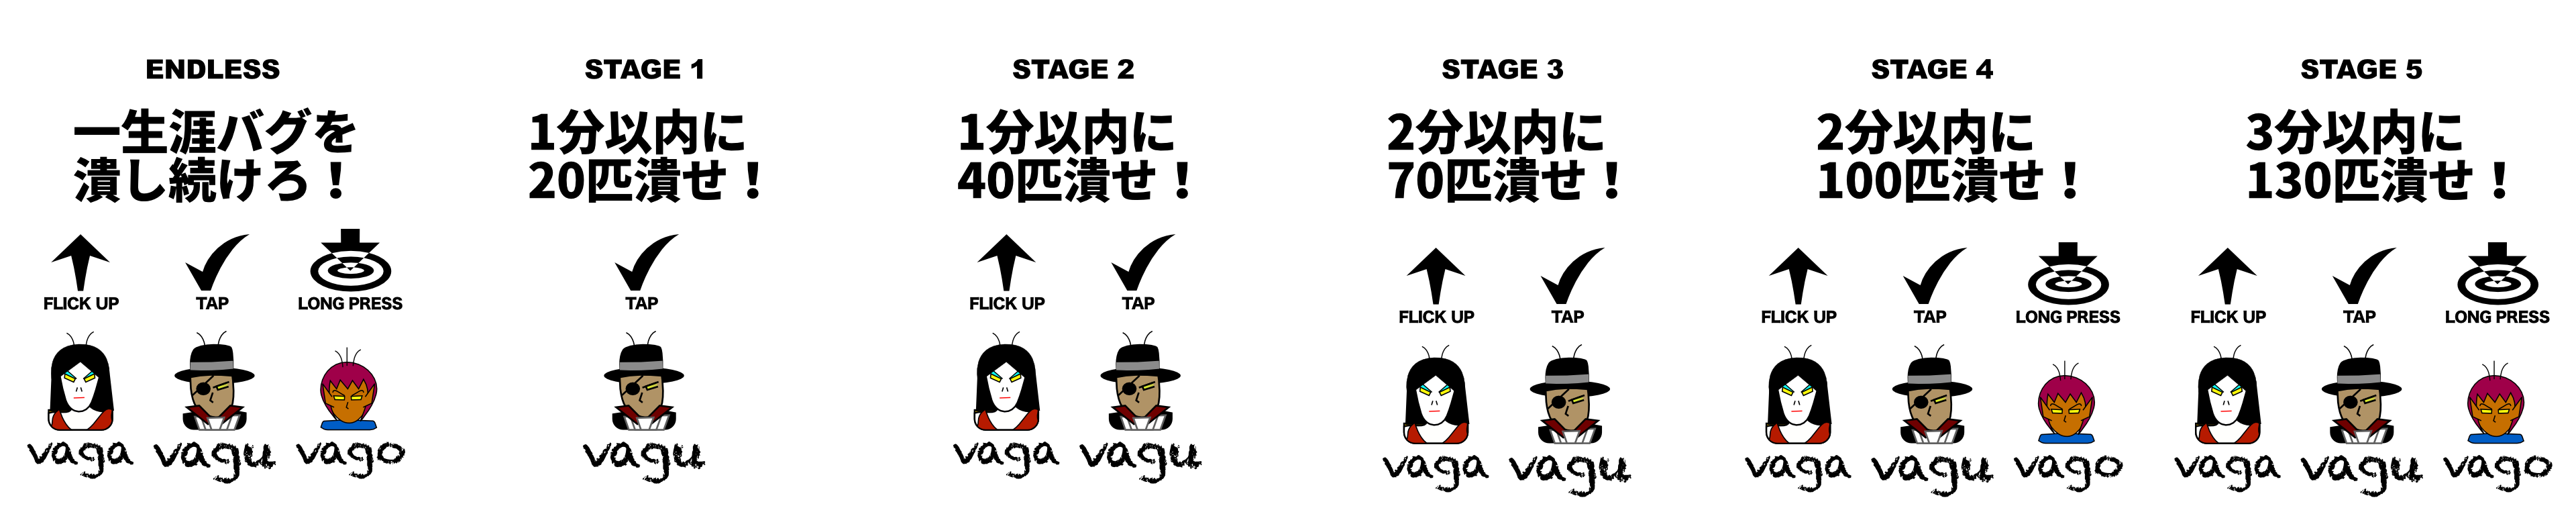 ENDLESS
一生涯バグを
潰し続けろ！
FLICK UP
TAP
LONG PRESS
vaga
vagu
vago
STAGE 1
1分以内に
20匹潰せ！
TAP
vagu
STAGE 2
1分以内に
40匹潰せ！
FLICK UP
TAP
vaga
vagu
STAGE 3
2分以内に
70匹潰せ！
FLICK UP
TAP
vaga
vagu
STAGE 4
2分以内に
100匹潰せ！
FLICK UP
TAP
LONG PRESS
vaga
vagu
vago
STAGE 5
3分以内に
130匹潰せ！
FLICK UP
TAP
LONG PRESS
vaga
vagu
vago